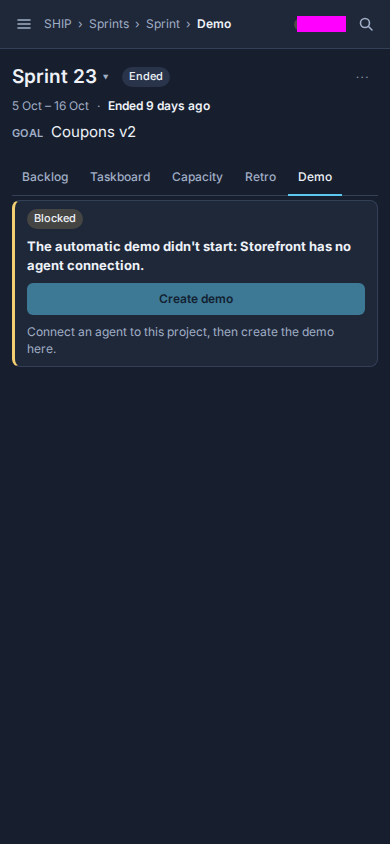 SHIP › Sprints › Sprint › Demo
Sprint 23 ▾ Ended ...
5 Oct – 16 Oct · Ended 9 days ago
GOAL Coupons v2
Backlog Taskboard Capacity Retro Demo
Blocked
The automatic demo didn't start: Storefront has no
agent connection.
Create demo
Connect an agent to this project, then create the demo
here.